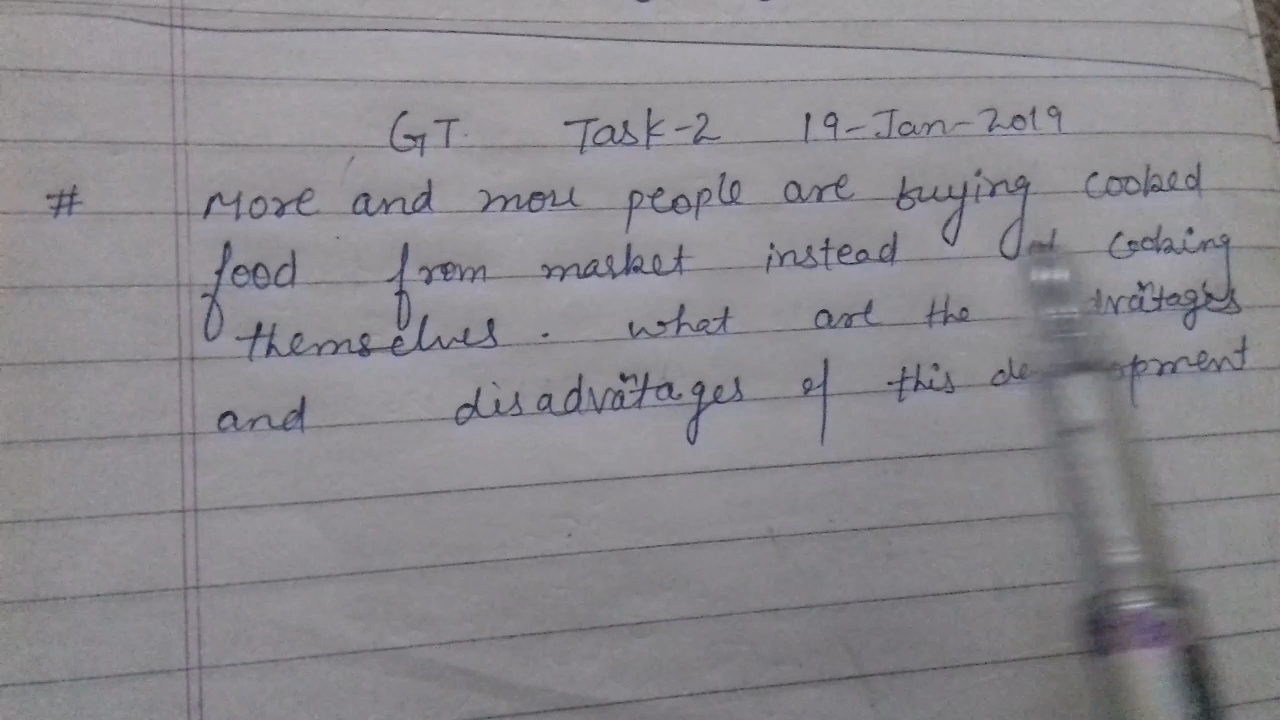 GT. Task-2 19-Jan-2019
# More and more people are buying cooked
food from market instead cooking
themselves. what are the
and disadvantages of this